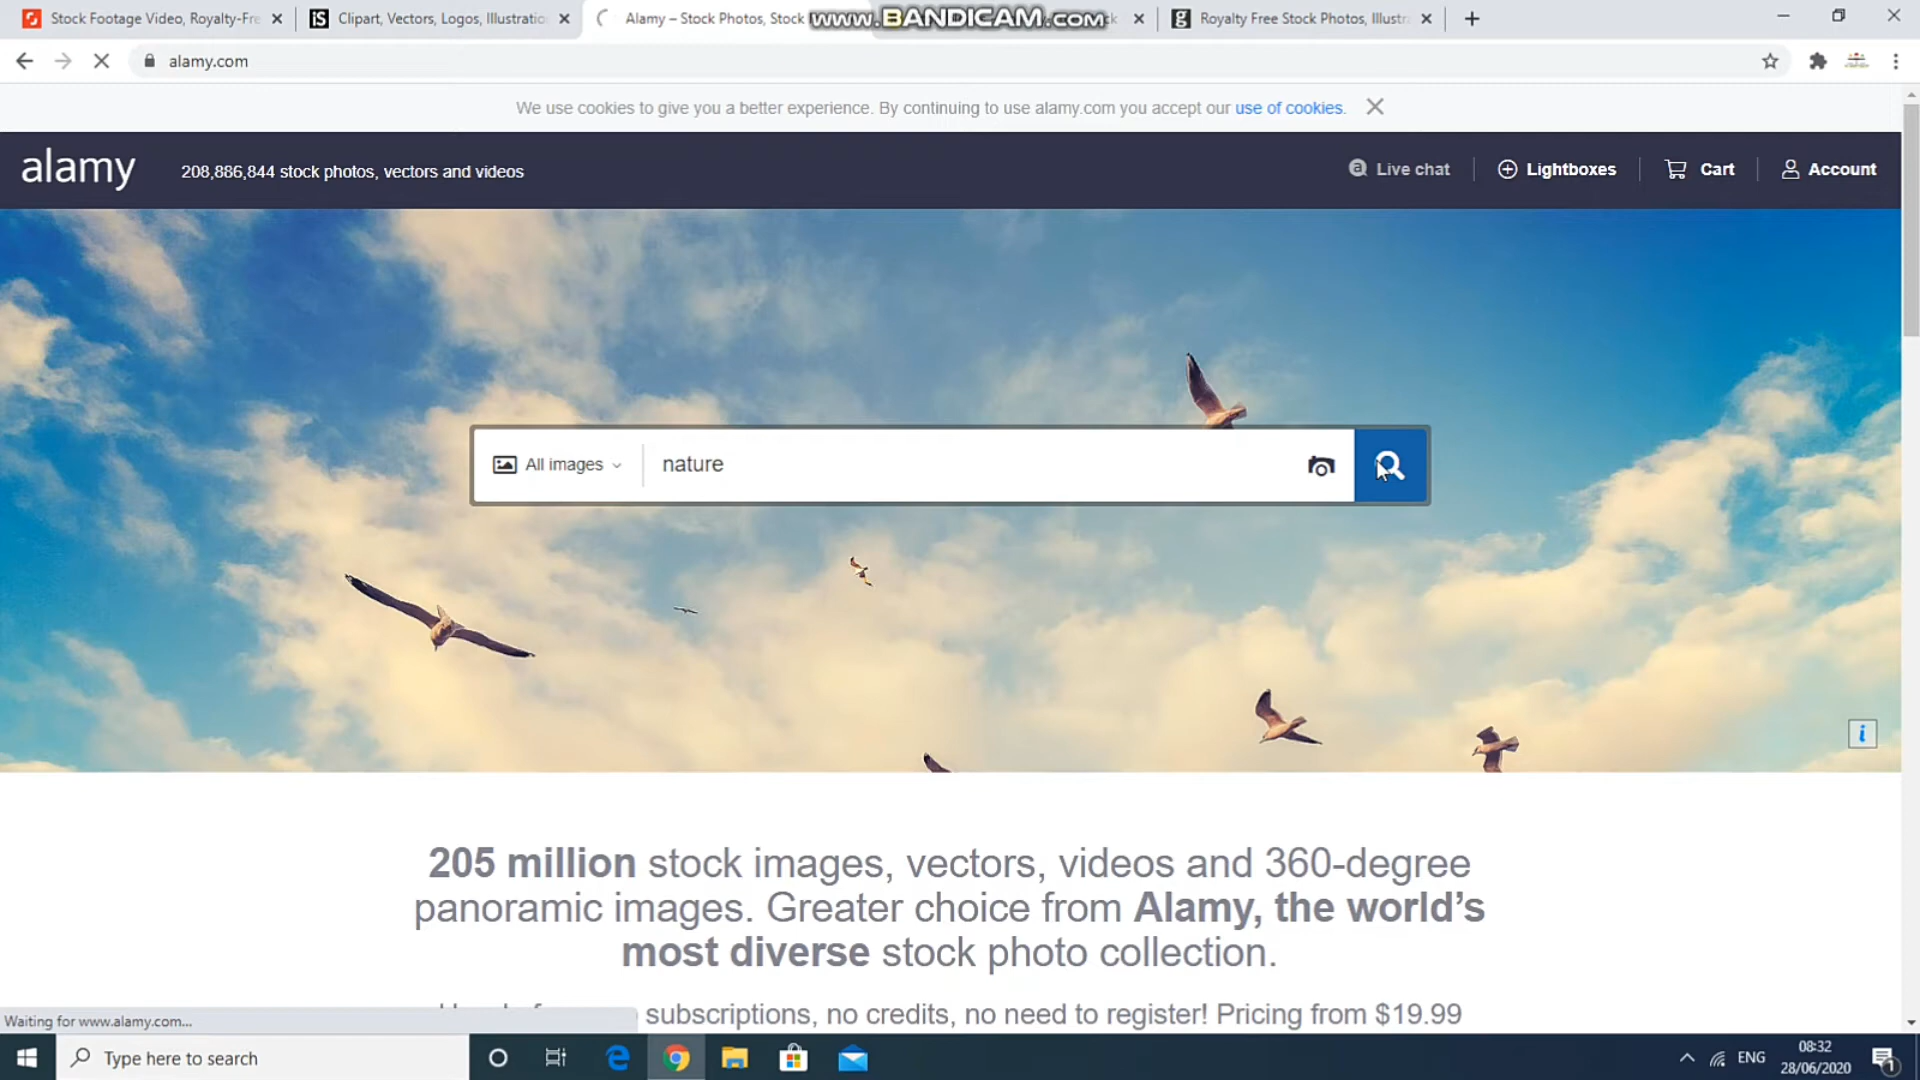 Stock Footage Video, Royalty-Fre
Clipart, Vectors, Logos, Illustratio
Alamy – Stock Photos, Stock
www.BANDICAM.com
Royalty Free Stock Photos, Illustr
alamy.com
We use cookies to give you a better experience. By continuing to use alamy.com you accept our use of cookies.
alamy
208,886,844 stock photos, vectors and videos
Live chat
Lightboxes
Cart
Account
All images
nature
205 million stock images, vectors, videos and 360-degree
panoramic images. Greater choice from Alamy, the world's
most diverse stock photo collection.
subscriptions, no credits, no need to register! Pricing from $19.99
Waiting for www.alamy.com...
Type here to search
ENG
08:32
28/06/2020
1